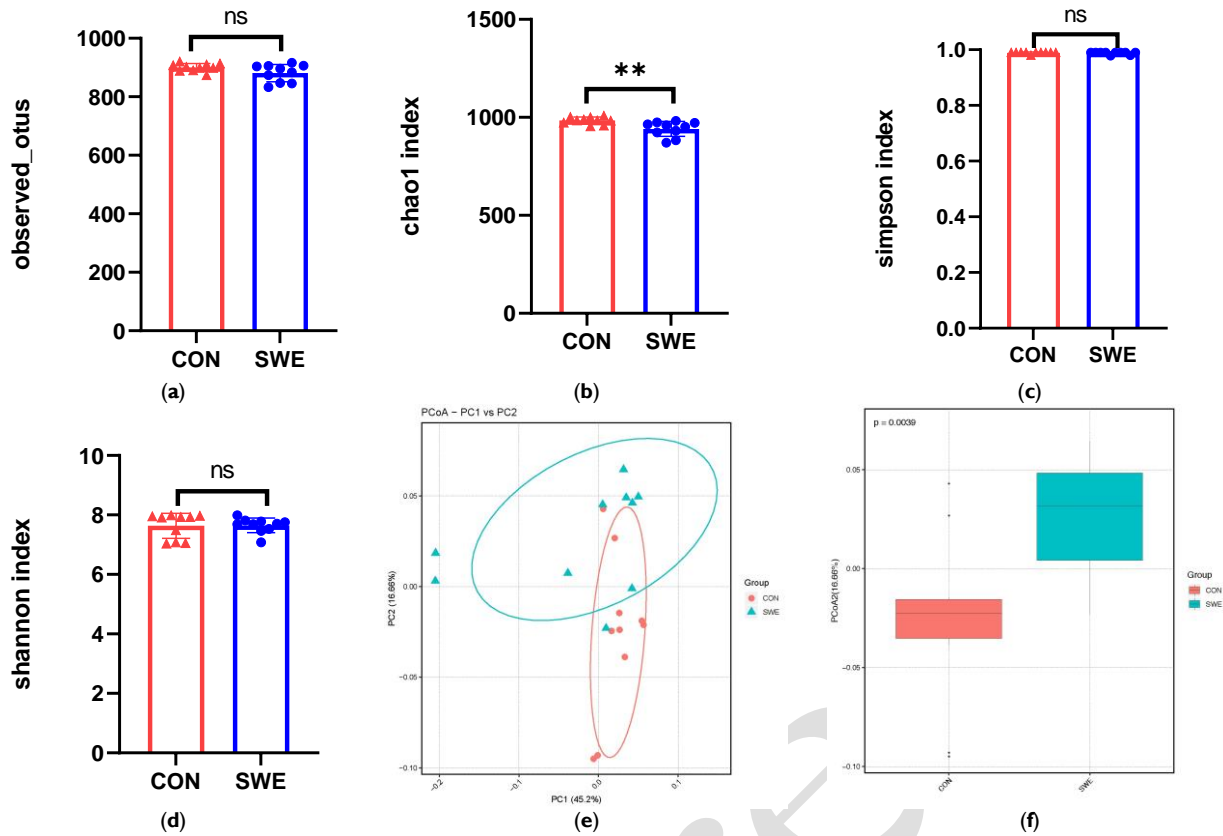 ns
1000
800
600
400
200
0
observed_otus
CON SWE
(a)
1500
1000
500
0
chao1 index
**
CON SWE
(b)
ns
1.0
0.8
0.6
0.4
0.2
0.0
simpson index
CON SWE
(c)
ns
10
8
6
4
2
0
shannon index
CON SWE
(d)
PCoA − PC1 vs PC2
0.05
0.00
−0.05
−0.10
PC2 (16.66%)
−0.2 −0.1 0.0 0.1
PC1 (45.2%)
Group
CON
SWE
(e)
p = 0.0039
0.05
0.00
−0.05
−0.10
PCoA2(16.66%)
CON SWE
Group
CON
SWE
(f)